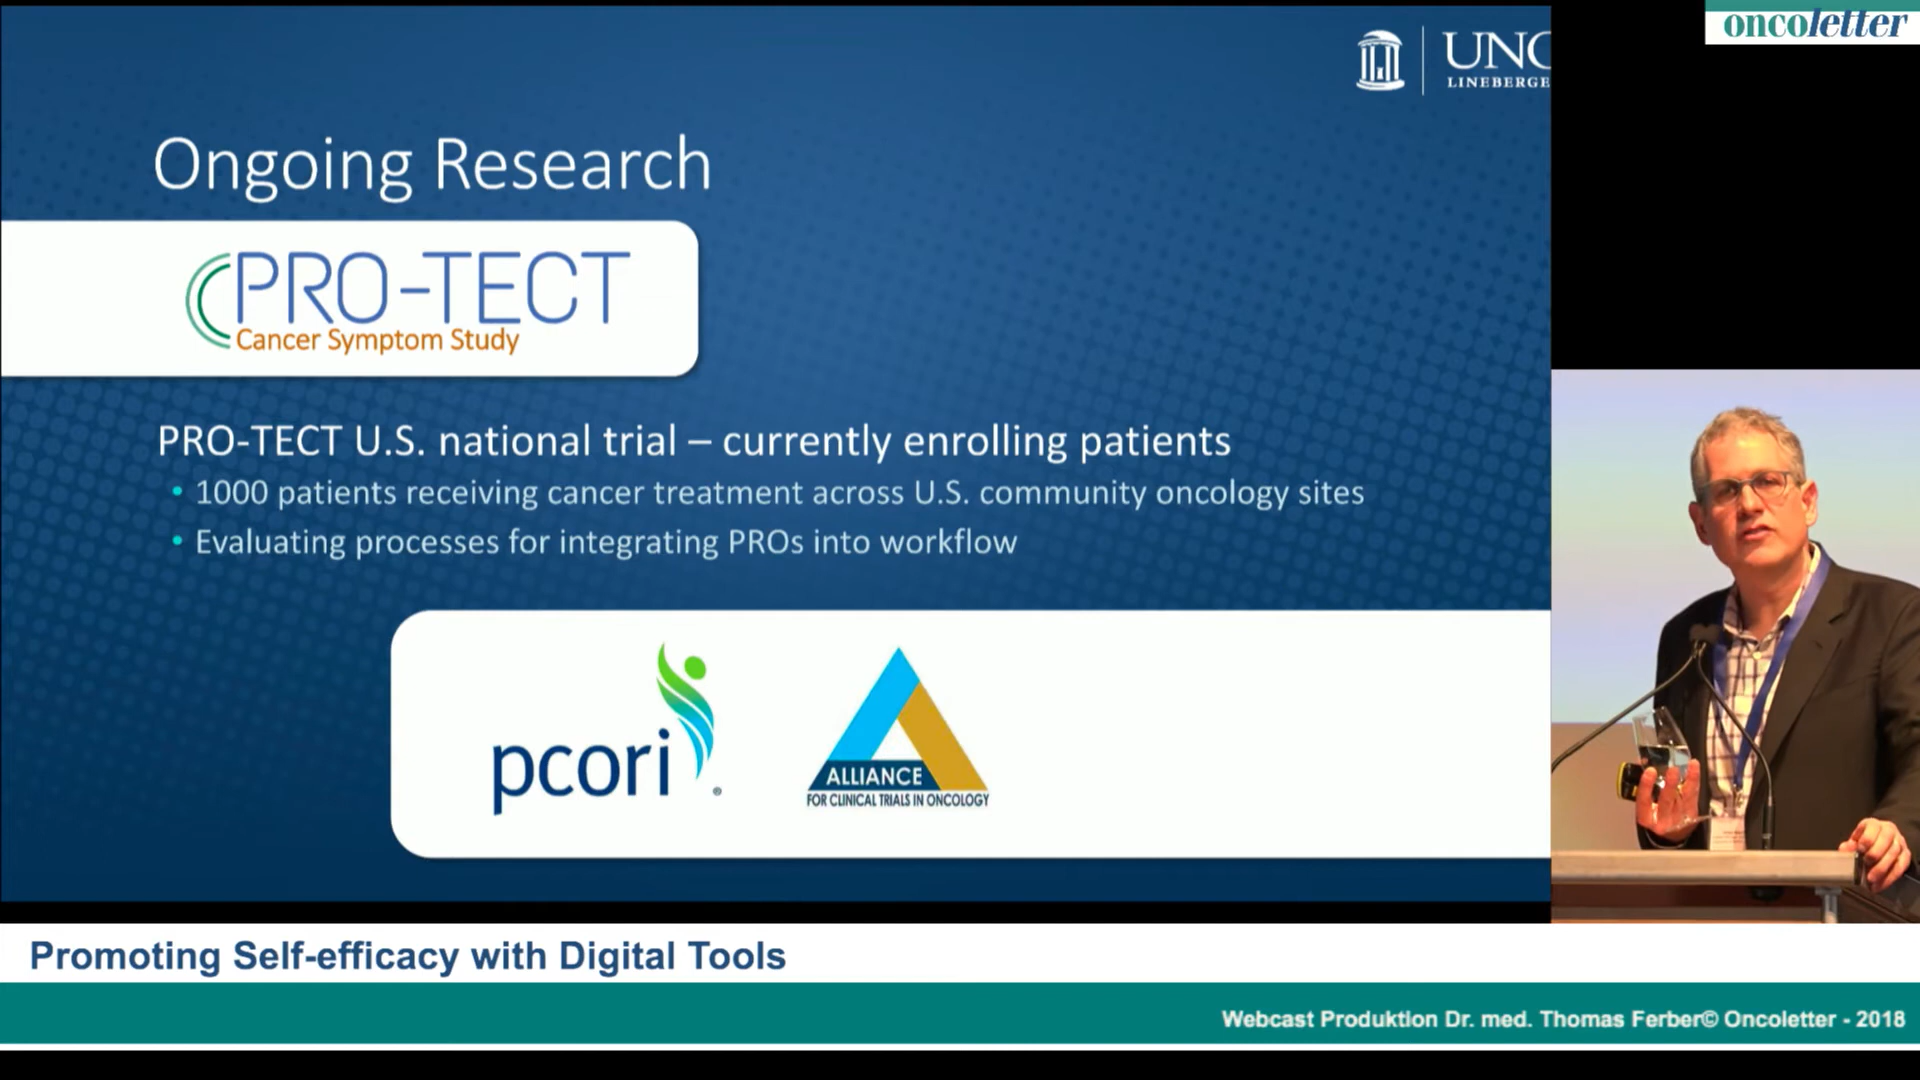 oncoletter
UNC
LINEBERGE
Ongoing Research
PRO-TECT
Cancer Symptom Study
PRO-TECT U.S. national trial – currently enrolling patients
• 1000 patients receiving cancer treatment across U.S. community oncology sites
• Evaluating processes for integrating PROs into workflow
pcori®
ALLIANCE
FOR CLINICAL TRIALS IN ONCOLOGY
Promoting Self-efficacy with Digital Tools
Webcast Produktion Dr. med. Thomas Ferber© Oncoletter - 2018